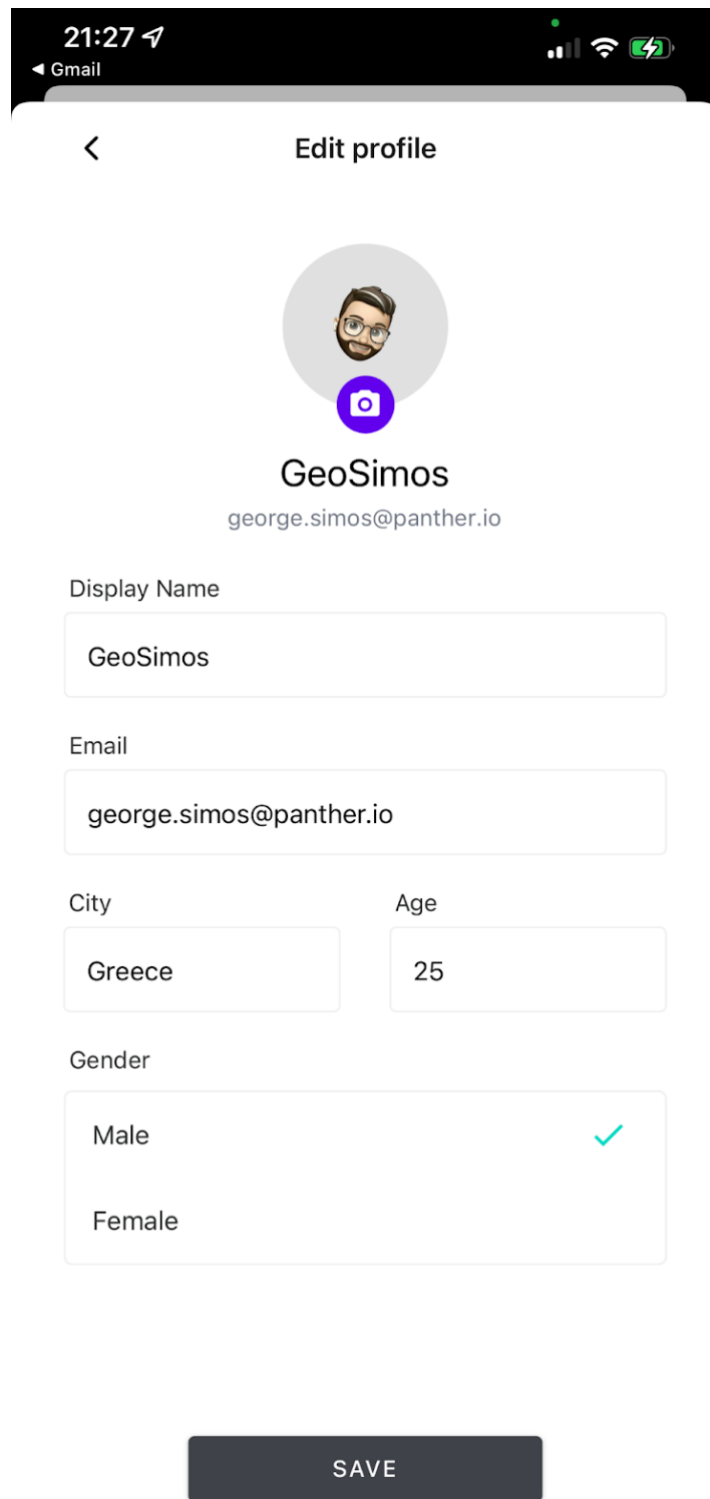 21:27
◀ Gmail
Edit profile
GeoSimos
george.simos@panther.io
Display Name
GeoSimos
Email
george.simos@panther.io
City Age
Greece 25
Gender
Male
Female
SAVE